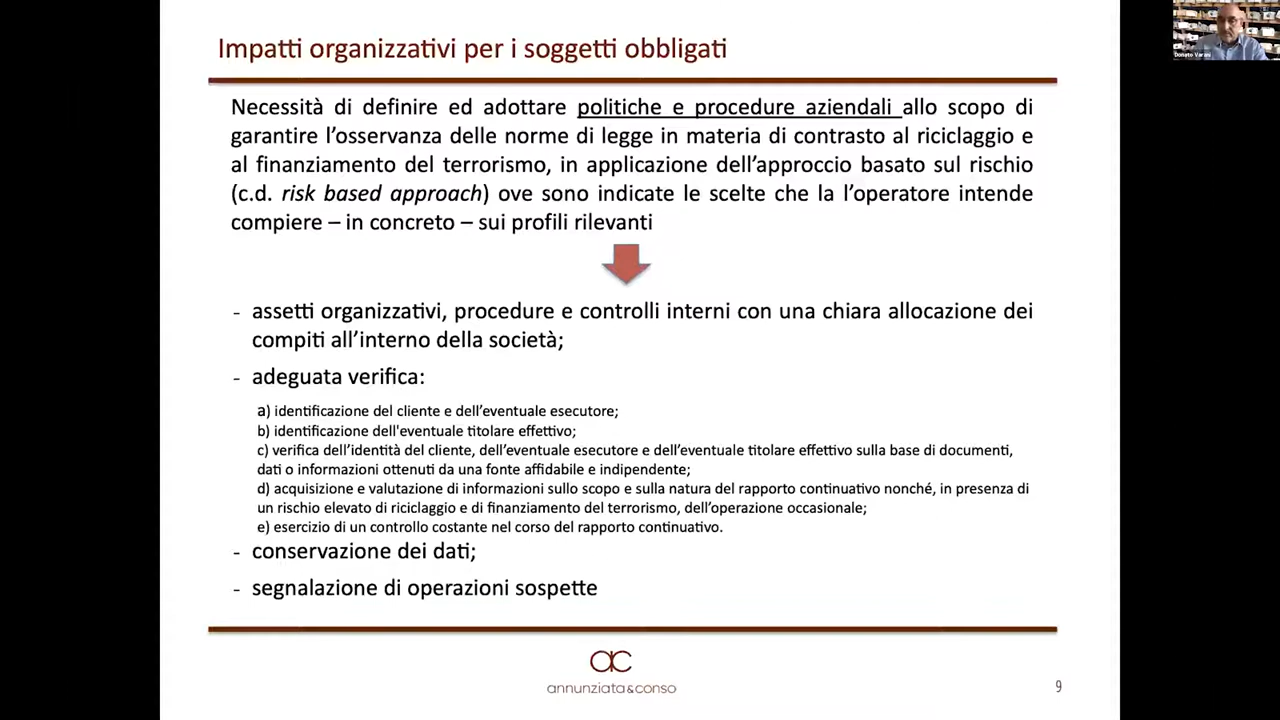 Impatti organizzativi per i soggetti obbligati
Necessità di definire ed adottare politiche e procedure aziendali allo scopo di
garantire l'osservanza delle norme di legge in materia di contrasto al riciclaggio e
al finanziamento del terrorismo, in applicazione dell'approccio basato sul rischio
(c.d. risk based approach) ove sono indicate le scelte che la l'operatore intende
compiere – in concreto – sui profili rilevanti
- assetti organizzativi, procedure e controlli interni con una chiara allocazione dei
compiti all'interno della società;
- adeguata verifica:
a) identificazione del cliente e dell'eventuale esecutore;
b) identificazione dell'eventuale titolare effettivo;
c) verifica dell'identità del cliente, dell'eventuale esecutore e dell'eventuale titolare effettivo sulla base di documenti,
dati o informazioni ottenuti da una fonte affidabile e indipendente;
d) acquisizione e valutazione di informazioni sullo scopo e sulla natura del rapporto continuativo nonché, in presenza di
un rischio elevato di riciclaggio e di finanziamento del terrorismo, dell'operazione occasionale;
e) esercizio di un controllo costante nel corso del rapporto continuativo.
- conservazione dei dati;
- segnalazione di operazioni sospette
ac
annunziata&conso
9
Donato Varani